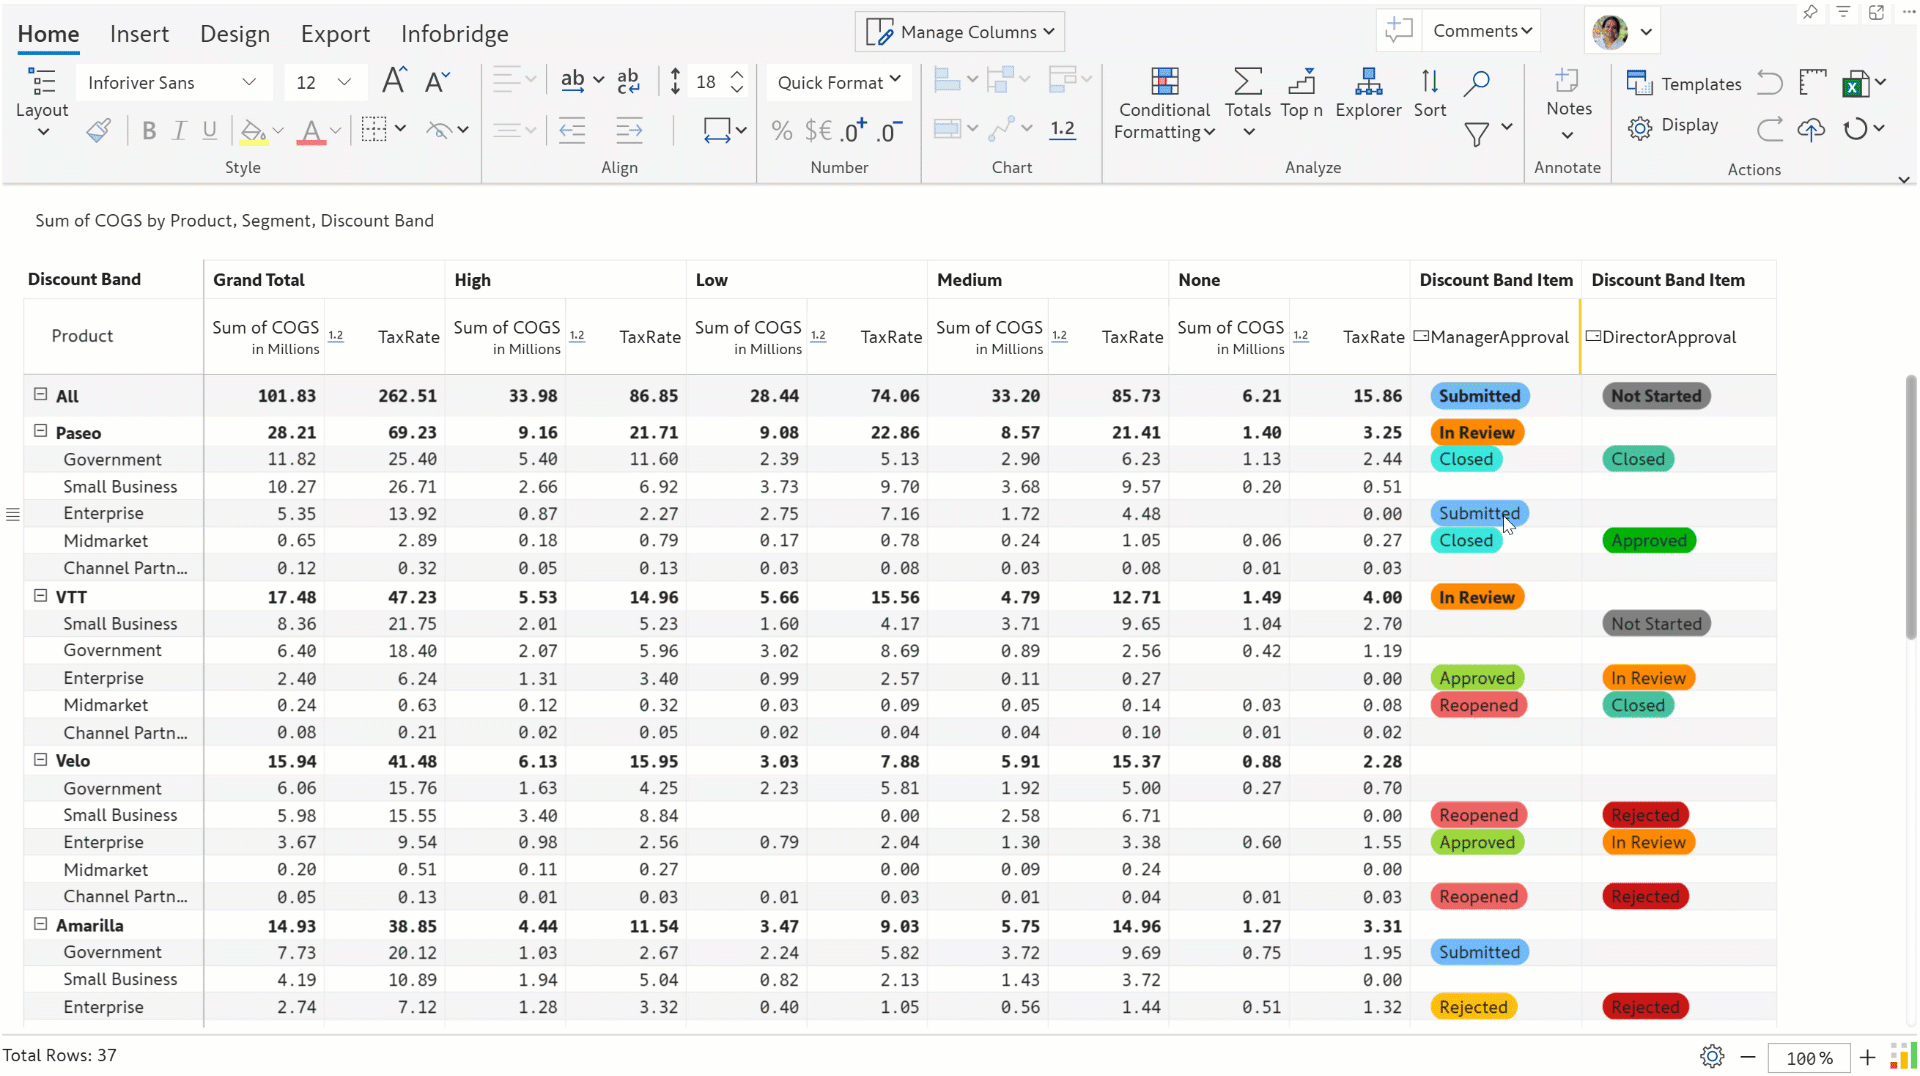 Home Insert Design Export Infobridge Manage Columns Comments
Layout Inforiver Sans 12 A A ab ab 18 Quick Format Conditional Formatting Totals Top n Explorer Sort Notes Templates
B I U A % $€ .0+ .0- 1.2 Display
Style Align Number Chart Analyze Annotate Actions
Sum of COGS by Product, Segment, Discount Band
Discount Band Grand Total High Low Medium None Discount Band Item Discount Band Item
Product Sum of COGS in Millions 1.2 TaxRate Sum of COGS in Millions 1.2 TaxRate Sum of COGS in Millions 1.2 TaxRate Sum of COGS in Millions 1.2 TaxRate Sum of COGS in Millions 1.2 TaxRate ManagerApproval DirectorApproval
All 101.83 262.51 33.98 86.85 28.44 74.06 33.20 85.73 6.21 15.86 Submitted Not Started
Paseo 28.21 69.23 9.16 21.71 9.08 22.86 8.57 21.41 1.40 3.25 In Review
Government 11.82 25.40 5.40 11.60 2.39 5.13 2.90 6.23 1.13 2.44 Closed Closed
Small Business 10.27 26.71 2.66 6.92 3.73 9.70 3.68 9.57 0.20 0.51
Enterprise 5.35 13.92 0.87 2.27 2.75 7.16 1.72 4.48 0.00 Submitted
Midmarket 0.65 2.89 0.18 0.79 0.17 0.78 0.24 1.05 0.06 0.27 Closed Approved
Channel Partn... 0.12 0.32 0.05 0.13 0.03 0.08 0.03 0.08 0.01 0.03
VTT 17.48 47.23 5.53 14.96 5.66 15.56 4.79 12.71 1.49 4.00 In Review
Small Business 8.36 21.75 2.01 5.23 1.60 4.17 3.71 9.65 1.04 2.70 Not Started
Government 6.40 18.40 2.07 5.96 3.02 8.69 0.89 2.56 0.42 1.19
Enterprise 2.40 6.24 1.31 3.40 0.99 2.57 0.11 0.27 0.00 Approved In Review
Midmarket 0.24 0.63 0.12 0.32 0.03 0.09 0.05 0.14 0.03 0.08 Reopened Closed
Channel Partn... 0.08 0.21 0.02 0.05 0.02 0.04 0.04 0.10 0.01 0.02
Velo 15.94 41.48 6.13 15.95 3.03 7.88 5.91 15.37 0.88 2.28
Government 6.06 15.76 1.63 4.25 2.23 5.81 1.92 5.00 0.27 0.70
Small Business 5.98 15.55 3.40 8.84 0.00 2.58 6.71 0.00 Reopened Rejected
Enterprise 3.67 9.54 0.98 2.56 0.79 2.04 1.30 3.38 0.60 1.55 Approved In Review
Midmarket 0.20 0.51 0.11 0.27 0.00 0.09 0.24 0.00
Channel Partn... 0.05 0.13 0.01 0.03 0.01 0.03 0.01 0.04 0.01 0.03 Reopened Rejected
Amarilla 14.93 38.85 4.44 11.54 3.47 9.03 5.75 14.96 1.27 3.31
Government 7.73 20.12 1.03 2.67 2.24 5.82 3.72 9.69 0.75 1.95 Submitted
Small Business 4.19 10.89 1.94 5.04 0.82 2.13 1.43 3.72 0.00
Enterprise 2.74 7.12 1.28 3.32 0.40 1.05 0.56 1.44 0.51 1.32 Rejected Rejected
Total Rows: 37 100 %